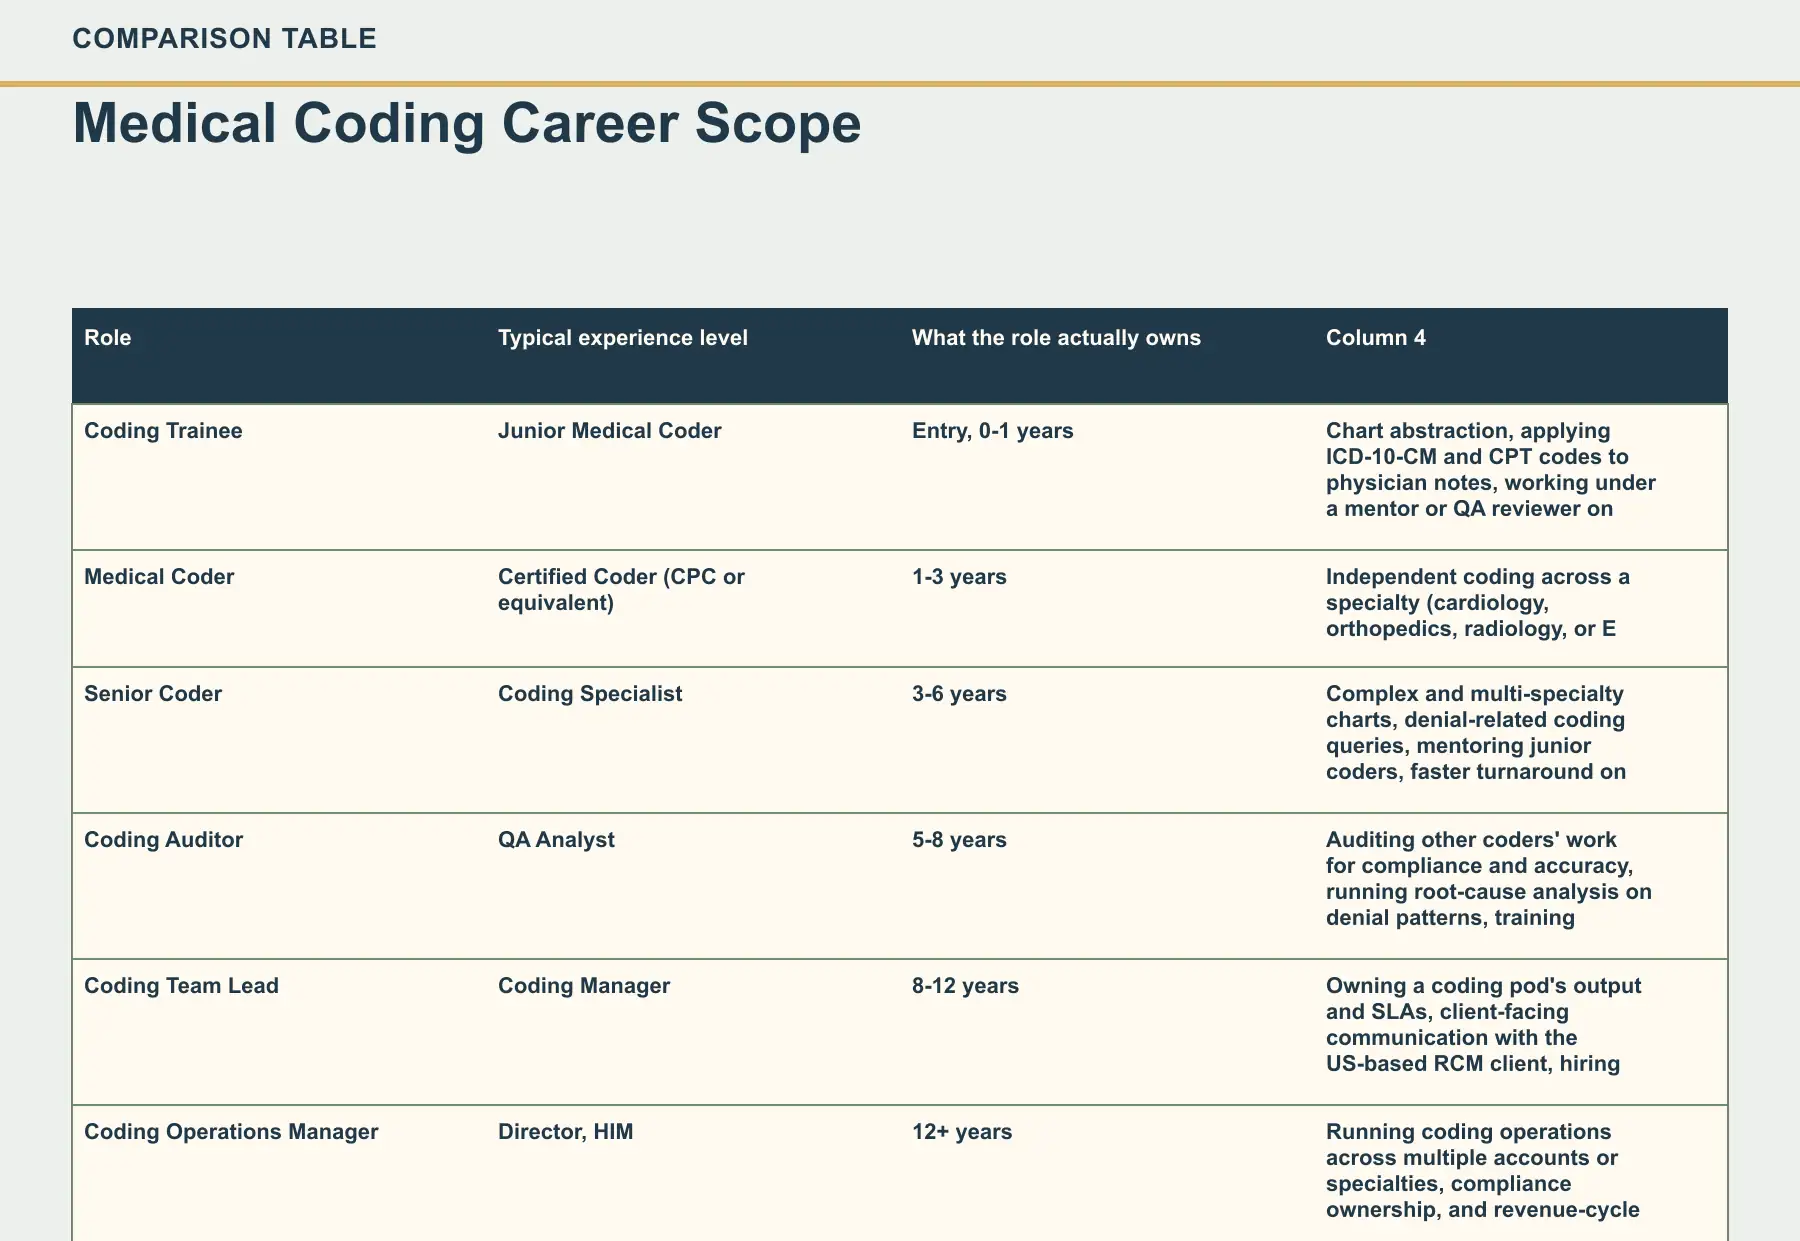 COMPARISON TABLE
Medical Coding Career Scope
Role
Typical experience level
What the role actually owns
Column 4
Coding Trainee
Junior Medical Coder
Entry, 0-1 years
Chart abstraction, applying
ICD-10-CM and CPT codes to
physician notes, working under
a mentor or QA reviewer on
Medical Coder
Certified Coder (CPC or
equivalent)
1-3 years
Independent coding across a
specialty (cardiology,
orthopedics, radiology, or E
Senior Coder
Coding Specialist
3-6 years
Complex and multi-specialty
charts, denial-related coding
queries, mentoring junior
coders, faster turnaround on
Coding Auditor
QA Analyst
5-8 years
Auditing other coders' work
for compliance and accuracy,
running root-cause analysis on
denial patterns, training
Coding Team Lead
Coding Manager
8-12 years
Owning a coding pod's output
and SLAs, client-facing
communication with the
US-based RCM client, hiring
Coding Operations Manager
Director, HIM
12+ years
Running coding operations
across multiple accounts or
specialties, compliance
ownership, and revenue-cycle